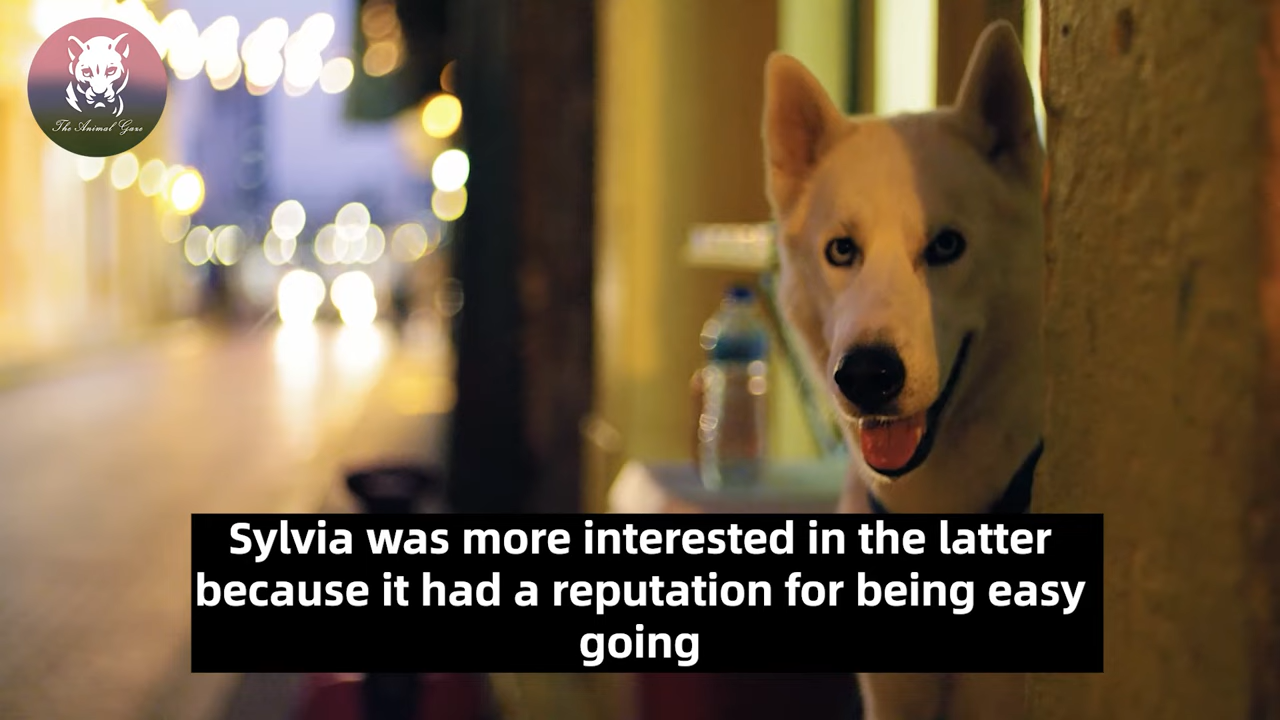 The Animal Gaze
Sylvia was more interested in the latter
because it had a reputation for being easy
going